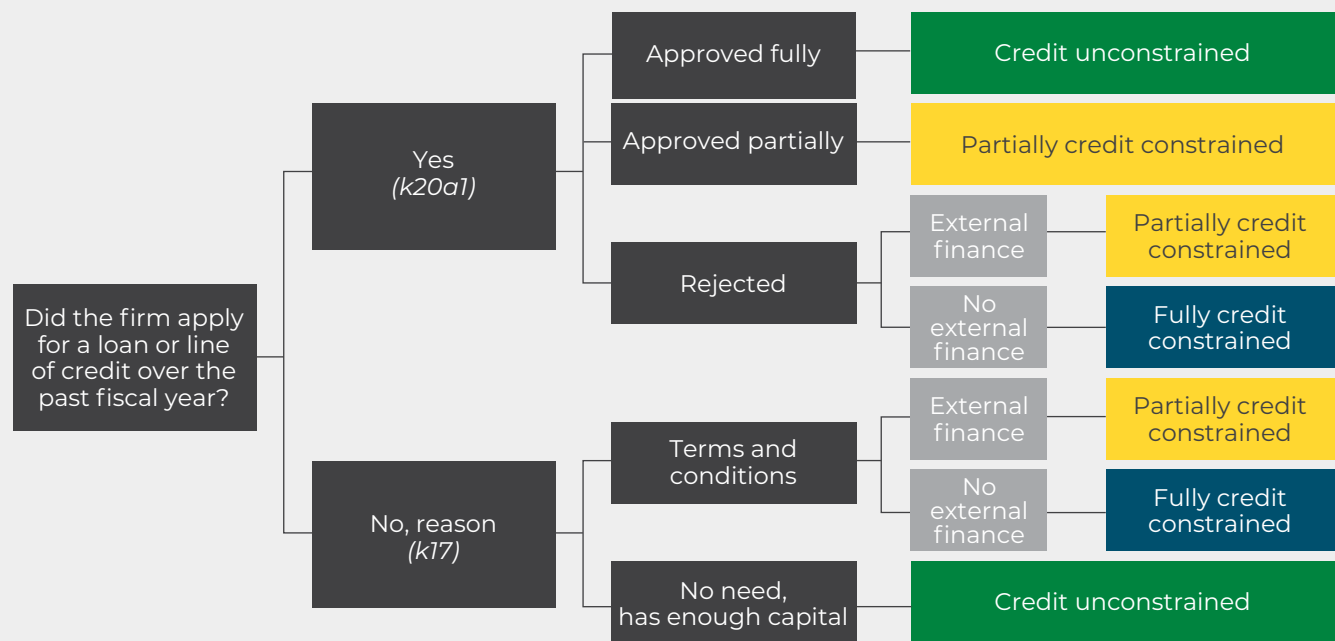 Did the firm apply
for a loan or line
of credit over the
past fiscal year?
Yes
(k20a1)
Approved fully
Credit unconstrained
Approved partially
Partially credit constrained
Rejected
External
finance
Partially credit
constrained
No
external
finance
Fully credit
constrained
No, reason
(k17)
Terms and
conditions
External
finance
Partially credit
constrained
No
external
finance
Fully credit
constrained
No need,
has enough capital
Credit unconstrained